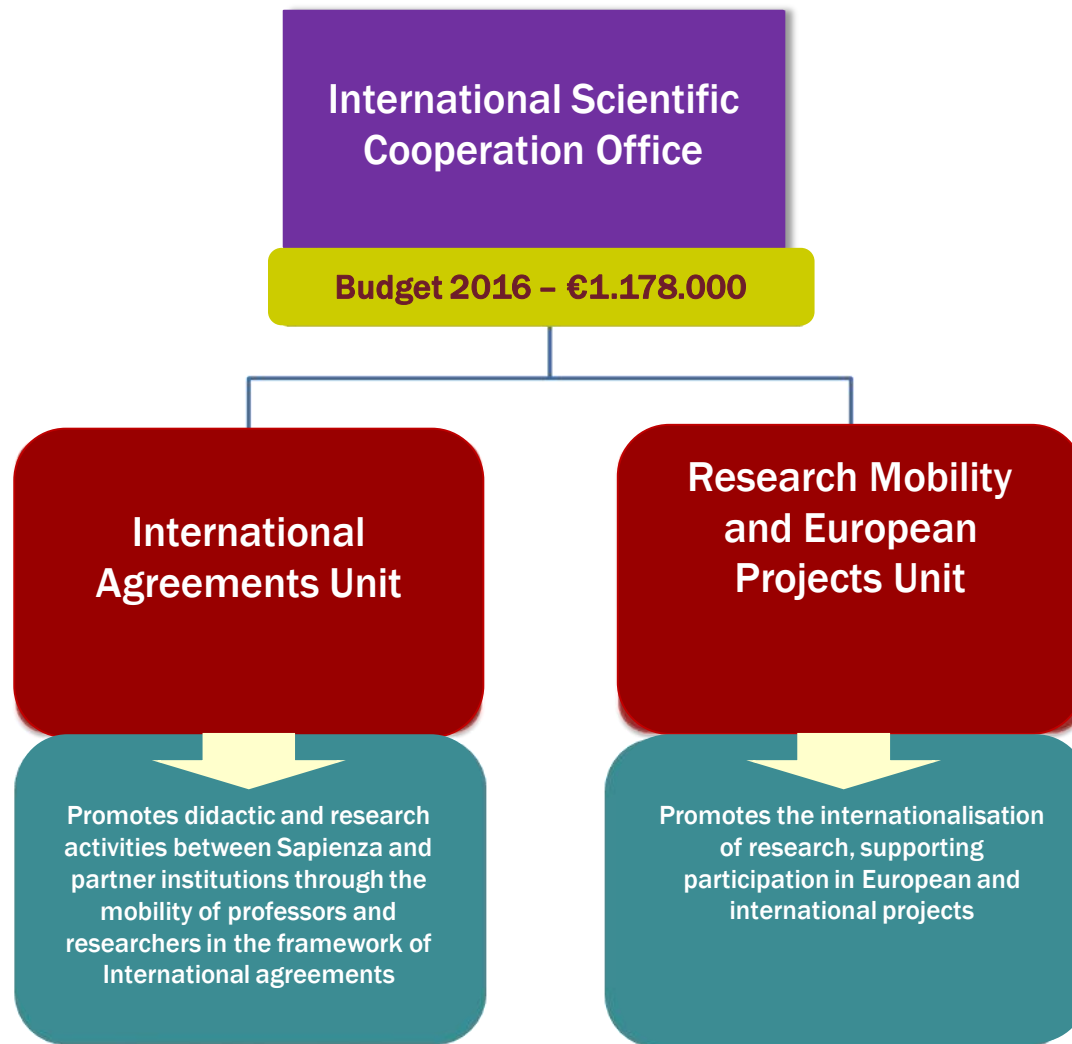 International Scientific
Cooperation Office
Budget 2016 – €1.178.000
International
Agreements Unit
Research Mobility
and European
Projects Unit
Promotes didactic and research
activities between Sapienza and
partner institutions through the
mobility of professors and
researchers in the framework of
International agreements
Promotes the internationalisation
of research, supporting
participation in European and
international projects